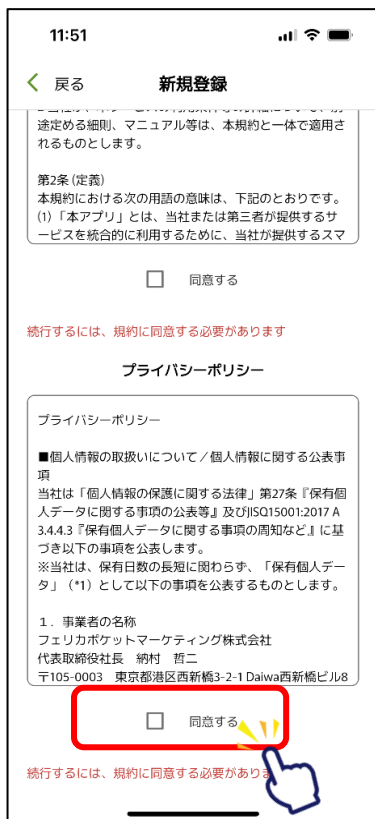 11:51
戻る
新規登録
途定める細則、マニュアル等は、本規約と一体で適用さ
れるものとします。
第2条 (定義)
本規約における次の用語の意味は、下記のとおりです。
(1) 「本アプリ」とは、当社または第三者が提供するサ
ービスを統合的に利用するために、当社が提供するスマ
同意する
続行するには、規約に同意する必要があります
プライバシーポリシー
プライバシーポリシー
■個人情報の取扱いについて／個人情報に関する公表事
項
当社は「個人情報の保護に関する法律」第27条『保有個
人データに関する事項の公表等』及びJISQ15001:2017 A
3.4.4.3『保有個人データに関する事項の周知など』に基
づき以下の事項を公表します。
※当社は、保有日数の長短に関わらず、「保有個人デー
タ」（*1）として以下の事項を公表するものとします。
１．事業者の名称
フェリカポケットマーケティング株式会社
代表取締役社長　納村　哲二
〒105-0003　東京都港区西新橋3-2-1 Daiwa西新橋ビル8
同意する
続行するには、規約に同意する必要があり